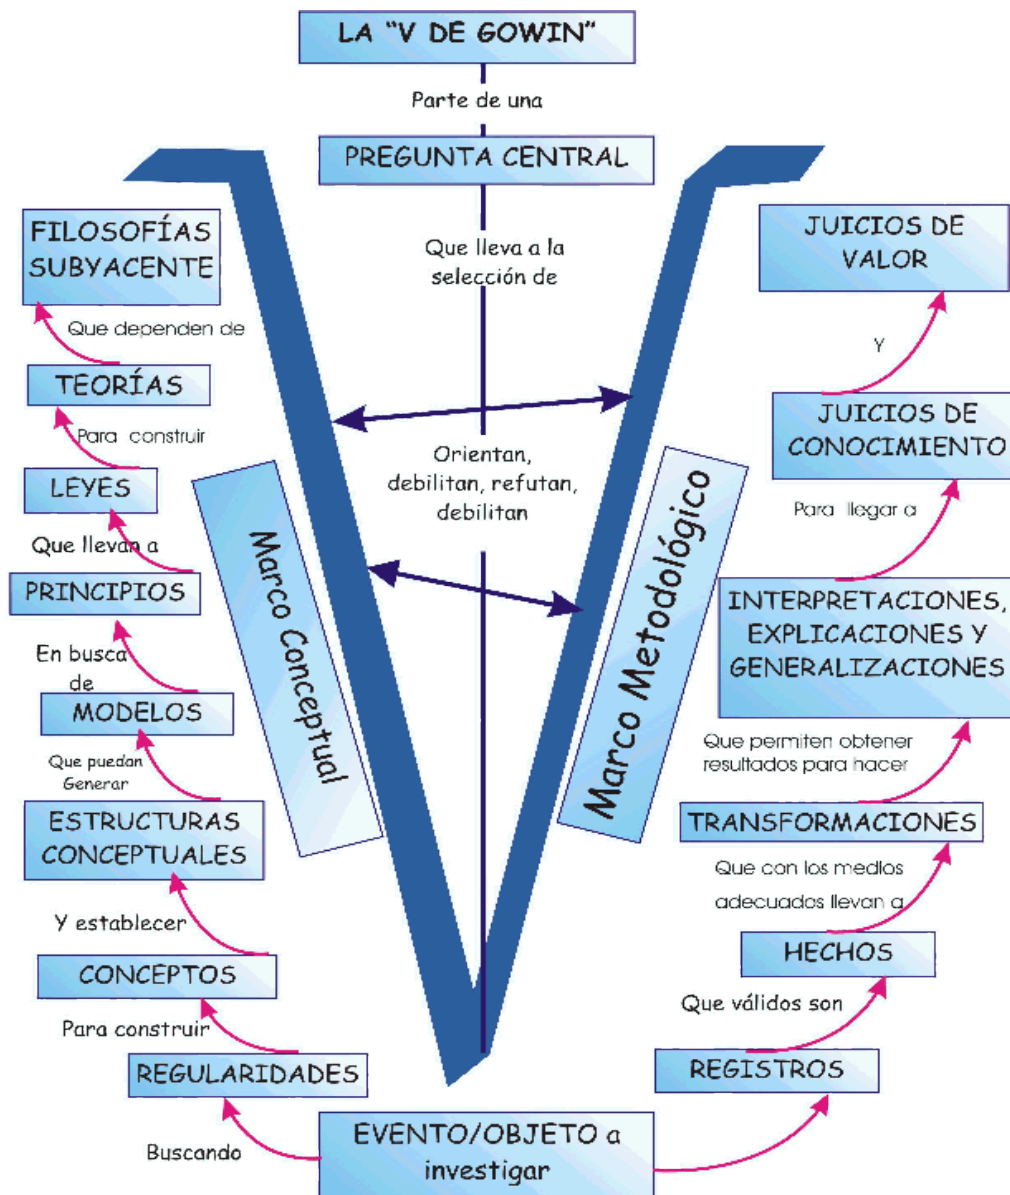 LA "V DE GOWIN"
Parte de una
PREGUNTA CENTRAL
Que lleva a la
selección de
Orientan,
debilitan, refutan,
debilitan
FILOSOFÍAS
SUBYACENTE
Que dependen de
TEORÍAS
Para construir
LEYES
Que llevan a
PRINCIPIOS
En busca
de
MODELOS
Que puedan
Generar
ESTRUCTURAS
CONCEPTUALES
Y establecer
CONCEPTOS
Para construir
REGULARIDADES
Buscando
Marco Conceptual
Marco Metodológico
JUICIOS DE
VALOR
Y
JUICIOS DE
CONOCIMIENTO
Para llegar a
INTERPRETACIONES,
EXPLICACIONES Y
GENERALIZACIONES
Que permiten obtener
resultados para hacer
TRANSFORMACIONES
Que con los medios
adecuados llevan a
HECHOS
Que válidos son
REGISTROS
EVENTO/OBJETO a
investigar